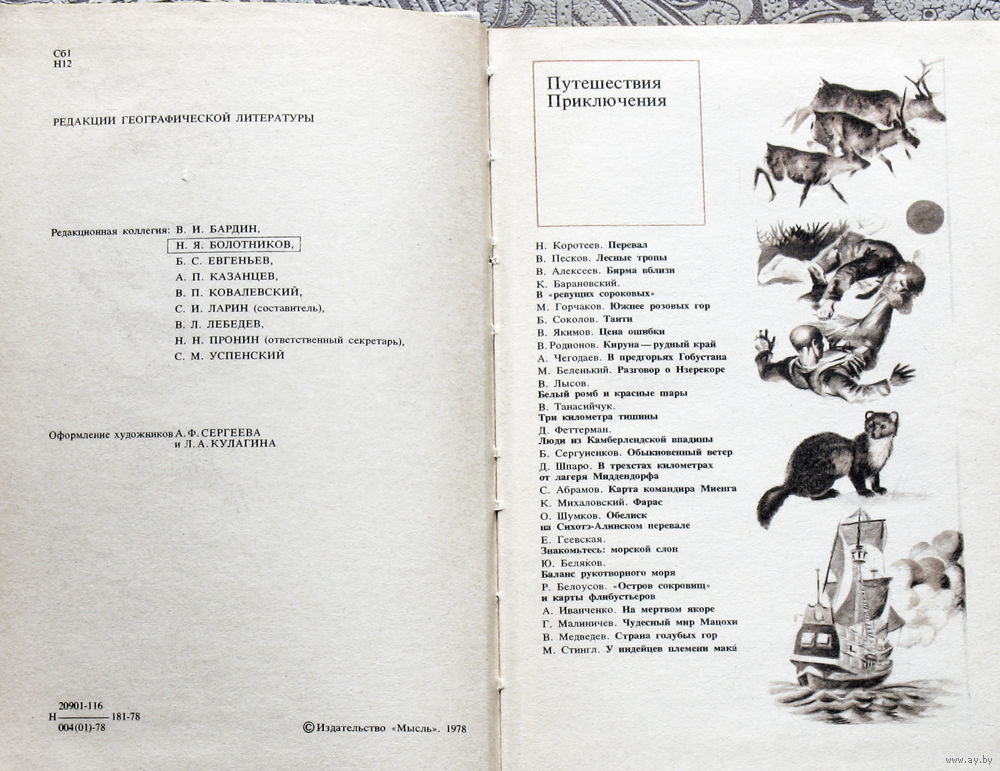 С61
Н12
РЕДАКЦИИ ГЕОГРАФИЧЕСКОЙ ЛИТЕРАТУРЫ
Редакционная коллегия: В. И. БАРДИН,
Н. Я. БОЛОТНИКОВ,
Б. С. ЕВГЕНЬЕВ,
А. П. КАЗАНЦЕВ,
В. П. КОВАЛЕВСКИЙ,
С. И. ЛАРИН (составитель),
В. Л. ЛЕБЕДЕВ,
Н. Н. ПРОНИН (ответственный секретарь),
С. М. УСПЕНСКИЙ
Оформление художников А. Ф. СЕРГЕЕВА
и Л. А. КУЛАГИНА
20901-116
Н 181-78
004(01)-78
© Издательство «Мысль». 1978
Путешествия
Приключения
Н. Коротеев. Перевал
В. Песков. Лесные тропы
В. Алексеев. Бирма вблизи
К. Барановский.
В «ревущих сороковых»
М. Горчаков. Южнее розовых гор
Б. Соколов. Таити
В. Якимов. Цена ошибки
В. Родионов. Кируна — рудный край
А. Чегодаев. В предгорьях Гобустана
М. Беленький. Разговор о Нзерекоре
В. Лысов.
Белый ромб и красные шары
В. Танасийчук.
Три километра тишины
Д. Феттерман.
Люди из Камберлендской впадины
Б. Сергуненков. Обыкновенный ветер
Д. Шпаро. В трехстах километрах
от лагеря Миддендорфа
С. Абрамов. Карта командира Миенга
К. Михаловский. Фарас
О. Шумков. Обелиск
на Сихотэ-Алинском перевале
Е. Геевская.
Знакомьтесь: морской слон
Ю. Беляков.
Баланс рукотворного моря
Р. Белоусов. «Остров сокровищ»
и карты флибустьеров
А. Иванченко. На мертвом якоре
Г. Малиничев. Чудесный мир Мацохи
В. Медведев. Страна голубых гор
М. Стингл. У индейцев племени макá
www.ay.by